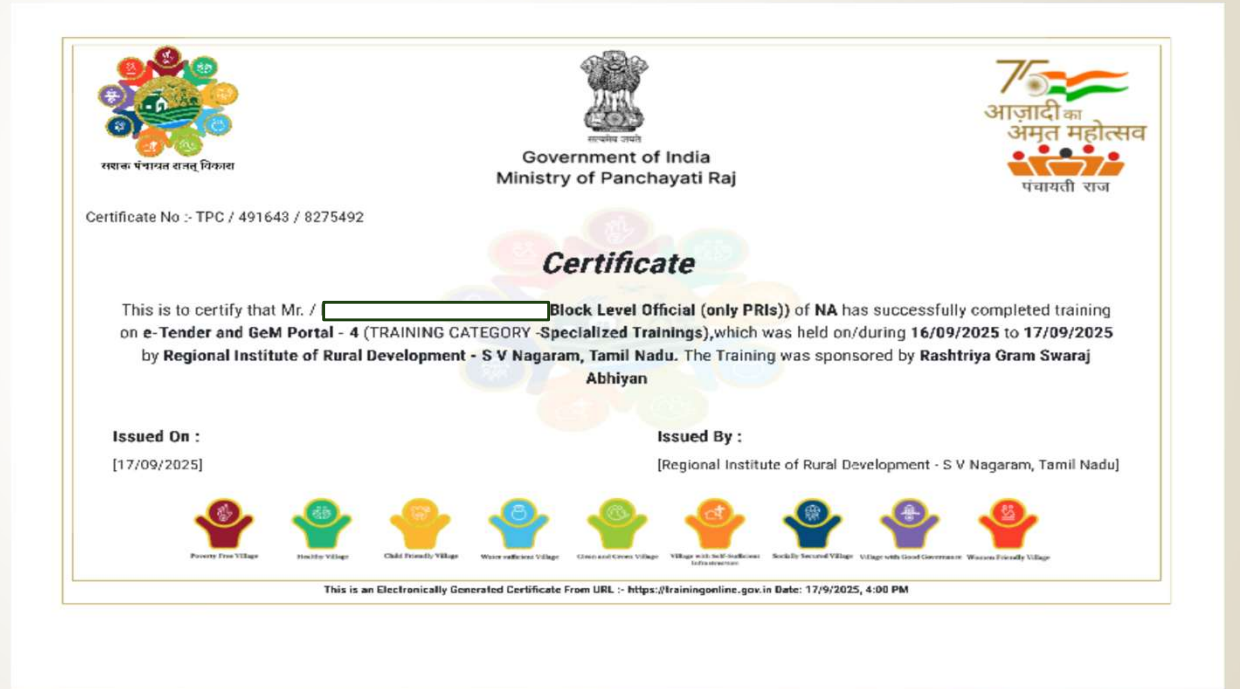 सशक्त पंचायत सतत् विकास
सत्यमेव जयते
Government of India
Ministry of Panchayati Raj
75
आज़ादी का
अमृत महोत्सव
पंचायती राज
Certificate No :- TPC / 491643 / 8275492
Certificate
This is to certify that Mr. / Block Level Official (only PRIs)) of NA has successfully completed training
on e-Tender and GeM Portal - 4 (TRAINING CATEGORY -Specialized Trainings),which was held on/during 16/09/2025 to 17/09/2025
by Regional Institute of Rural Development - S V Nagaram, Tamil Nadu. The Training was sponsored by Rashtriya Gram Swaraj
Abhiyan
Issued On :
Issued By :
[17/09/2025]
[Regional Institute of Rural Development - S V Nagaram, Tamil Nadu]
Poverty Free Village
Healthy Village
Child Friendly Village
Water sufficient Village
Clean and Green Village
Village with Self-Sufficient
Infrastructure
Socially Secured Village
Village with Good Governance
Women Friendly Village
This is an Electronically Generated Certificate From URL :- https://trainingonline.gov.in Date: 17/9/2025, 4:00 PM